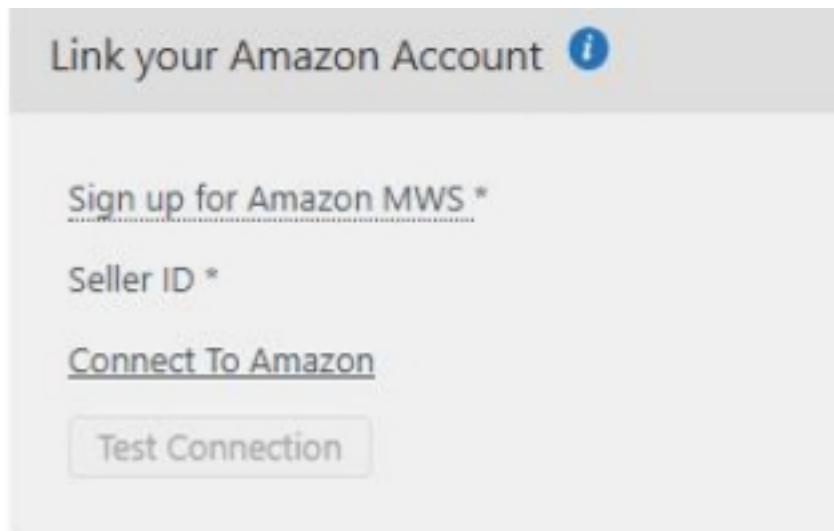 Link your Amazon Account i
Sign up for Amazon MWS *
Seller ID *
Connect To Amazon
Test Connection